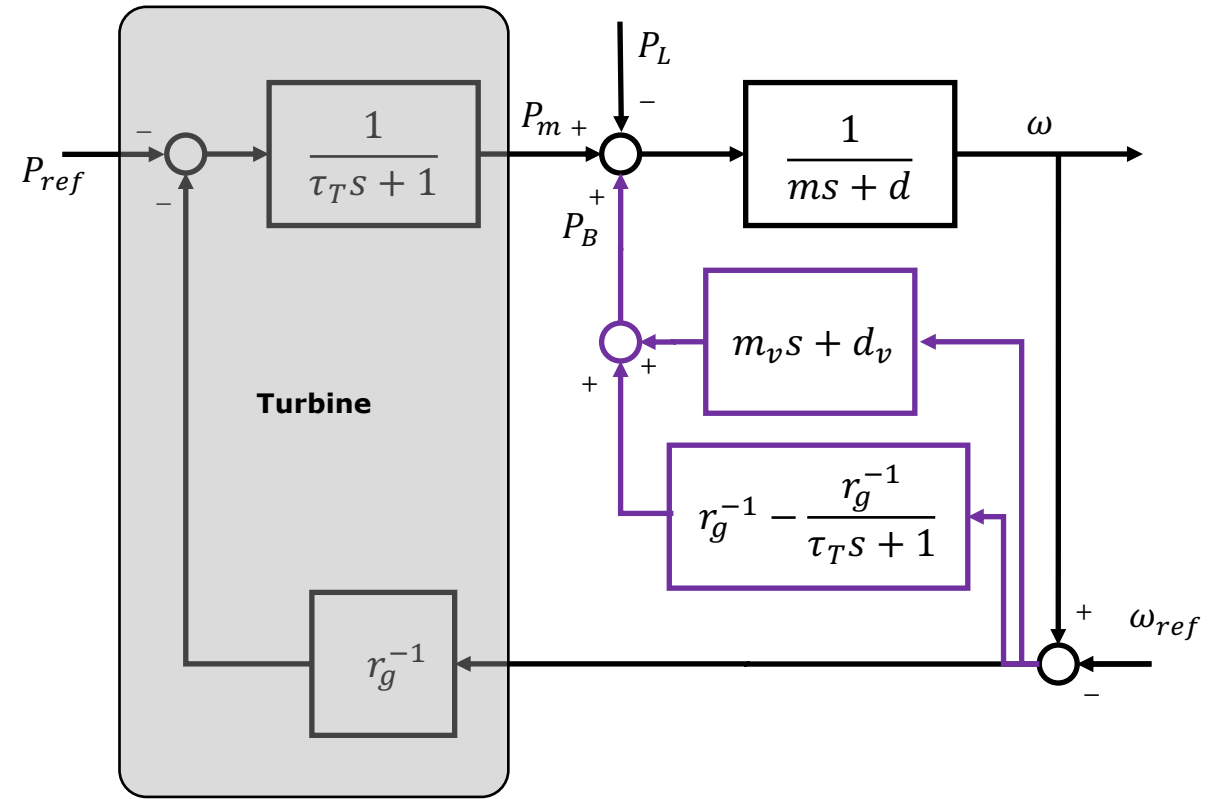 P_L
−
P_m +
1
τ_T s + 1
1
ms + d
ω
−
P_ref
−
+
P_B
m_v s + d_v
+
+
Turbine
r_g^{-1} − r_g^{-1} / (τ_T s + 1)
r_g^{-1}
+
ω_ref
−